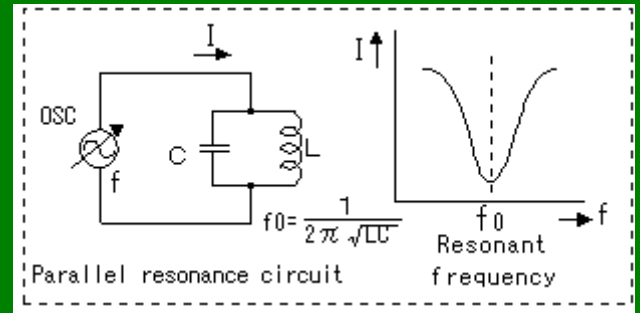 I
OSC
f
C
L
f0= 1 / 2π √LC
Parallel resonance circuit
I
f0
f
Resonant
frequency